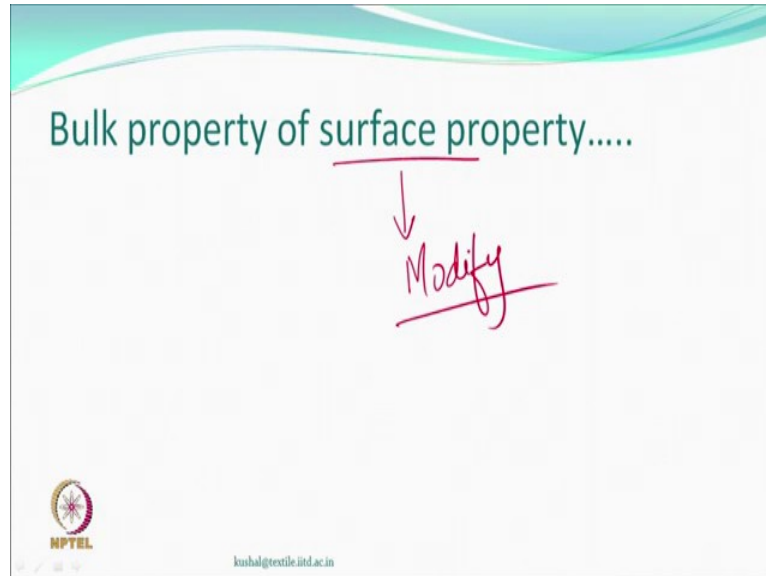 Bulk property of surface property.....
Modify
NPTEL
kushal@textile.iitd.ac.in